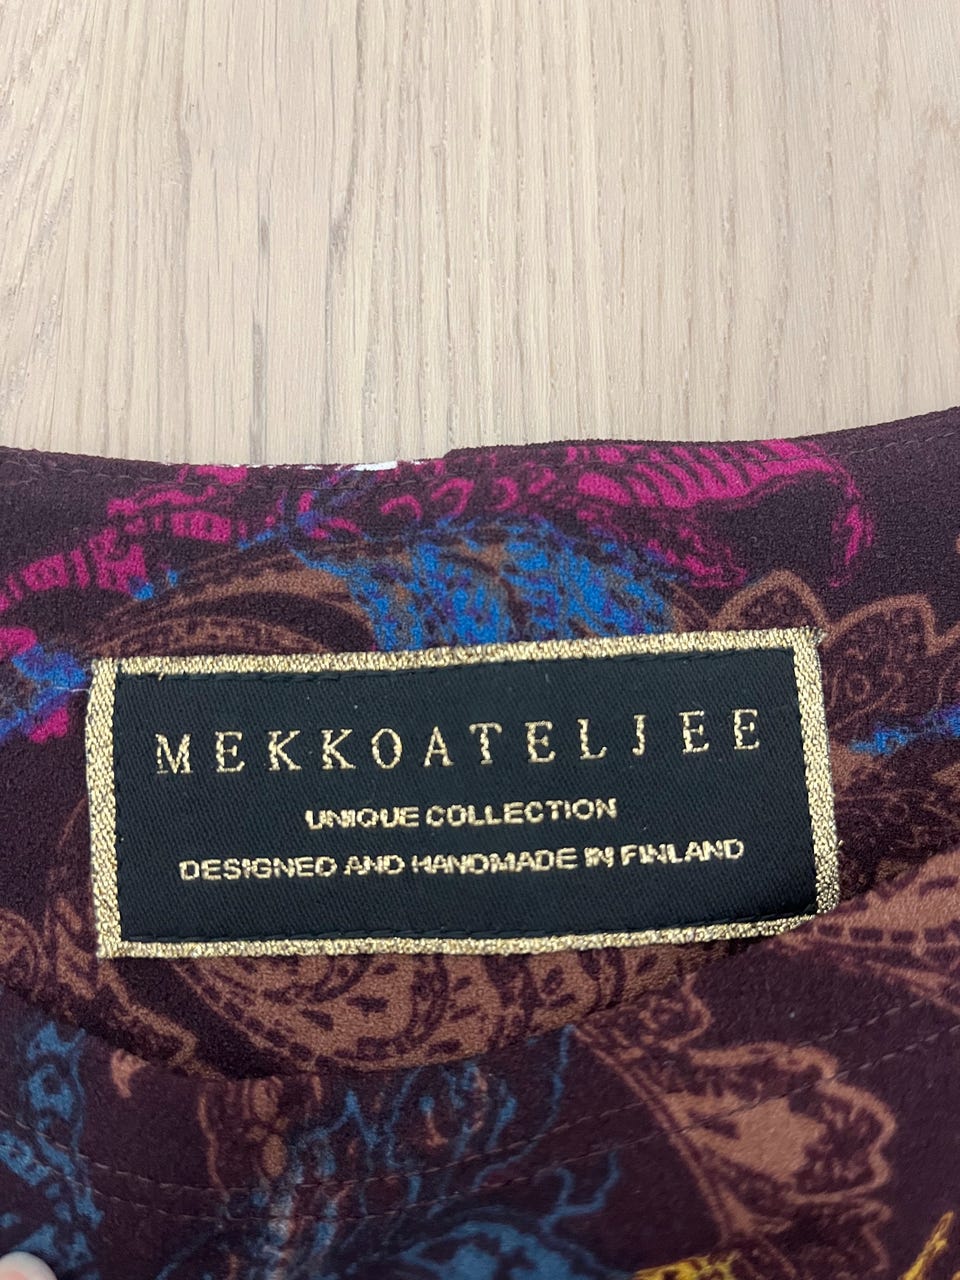 MEKKOATELJEE
UNIQUE COLLECTION
DESIGNED AND HANDMADE IN FINLAND